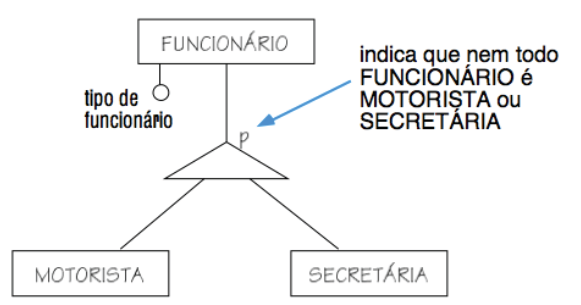 FUNCIONÁRIO
indica que nem todo
FUNCIONÁRIO é
MOTORISTA ou
SECRETÁRIA
tipo de
funcionário
p
MOTORISTA
SECRETÁRIA